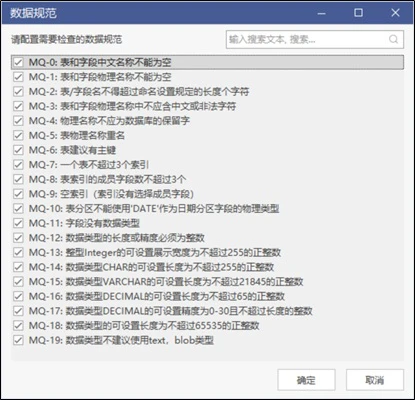 数据规范
请配置需要检查的数据规范
输入搜索文本, 搜索...
MQ-0: 表和字段中文名称不能为空
MQ-1: 表和字段物理名称不能为空
MQ-2: 表/字段名不得超过命名设置规定的长度个字符
MQ-3: 表和字段物理名称中不应含中文或非法字符
MQ-4: 物理名称不应为数据库的保留字
MQ-5: 表物理名称重名
MQ-6: 表建议有主键
MQ-7: 一个表不超过3个索引
MQ-8: 表索引的成员字段数不超过3个
MQ-9: 空索引（索引没有选择成员字段）
MQ-10: 表分区不能使用'DATE'作为日期分区字段的物理类型
MQ-11: 字段没有数据类型
MQ-12: 数据类型的长度或精度必须为整数
MQ-13: 整型Integer的可设置展示宽度为不超过255的正整数
MQ-14: 数据类型CHAR的可设置长度为不超过255的正整数
MQ-15: 数据类型VARCHAR的可设置长度为不超过21845的正整数
MQ-16: 数据类型DECIMAL的可设置长度为不超过65的正整数
MQ-17: 数据类型DECIMAL的可设置精度为0-30且不超过长度的整数
MQ-18: 数据类型的可设置长度为不超过65535的正整数
MQ-19: 数据类型不建议使用text，blob类型
确定
取消